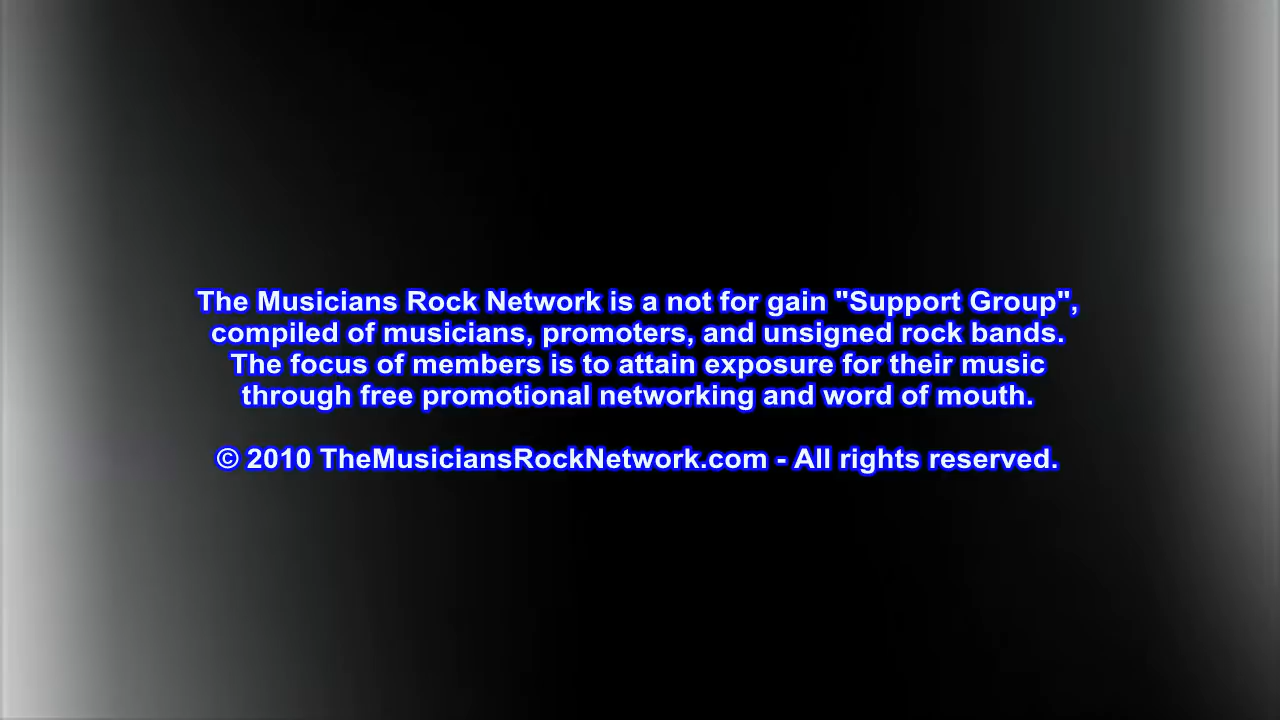 The Musicians Rock Network is a not for gain "Support Group",
compiled of musicians, promoters, and unsigned rock bands.
The focus of members is to attain exposure for their music
through free promotional networking and word of mouth.
© 2010 TheMusiciansRockNetwork.com - All rights reserved.